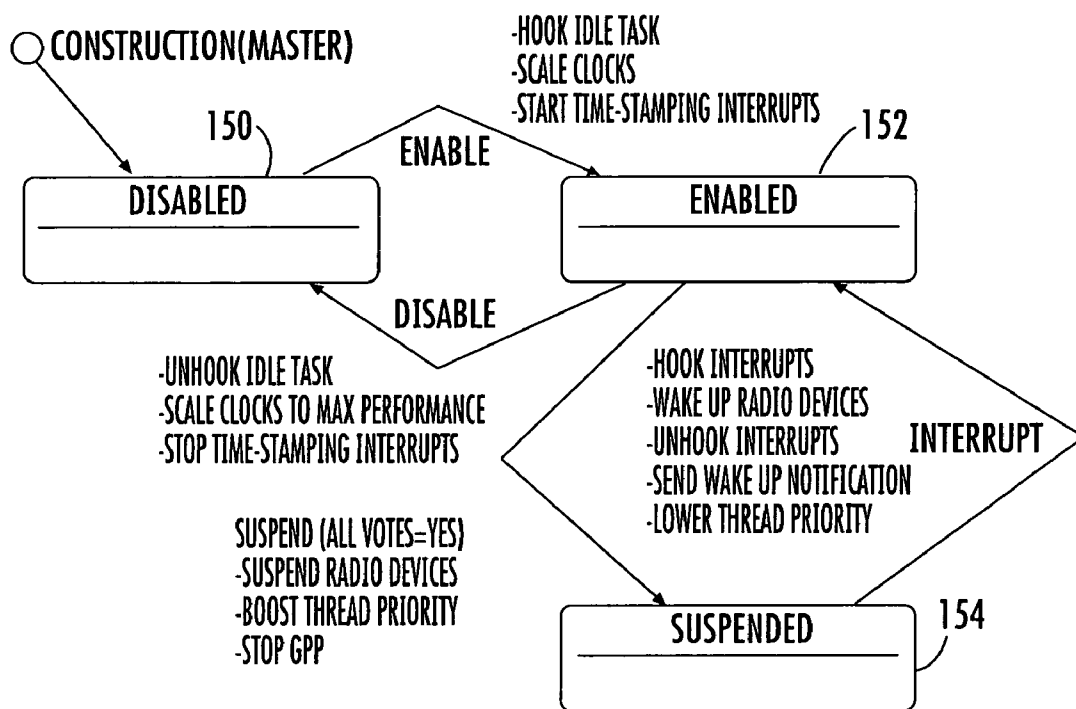 CONSTRUCTION(MASTER)
-HOOK IDLE TASK
-SCALE CLOCKS
-START TIME-STAMPING INTERRUPTS
150
ENABLE
152
DISABLED
ENABLED
DISABLE
-UNHOOK IDLE TASK
-SCALE CLOCKS TO MAX PERFORMANCE
-STOP TIME-STAMPING INTERRUPTS
-HOOK INTERRUPTS
-WAKE UP RADIO DEVICES
-UNHOOK INTERRUPTS
-SEND WAKE UP NOTIFICATION
-LOWER THREAD PRIORITY
INTERRUPT
SUSPEND (ALL VOTES=YES)
-SUSPEND RADIO DEVICES
-BOOST THREAD PRIORITY
-STOP GPP
SUSPENDED
154